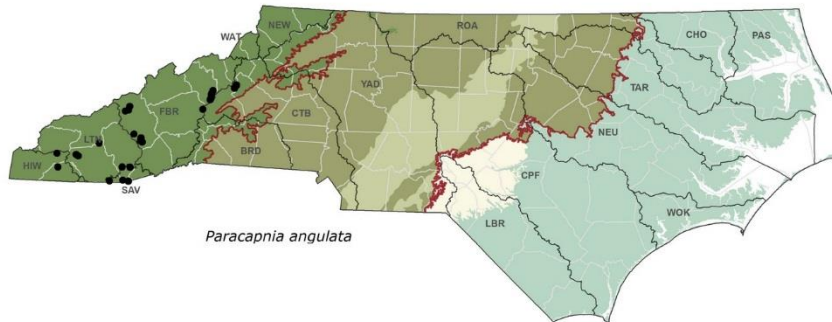 NEW
WAT
ROA
CHO
PAS
TAR
YAD
FBR
CTB
NEU
LTN
BRD
HIW
SAV
CPF
WOK
LBR
Paracapnia angulata